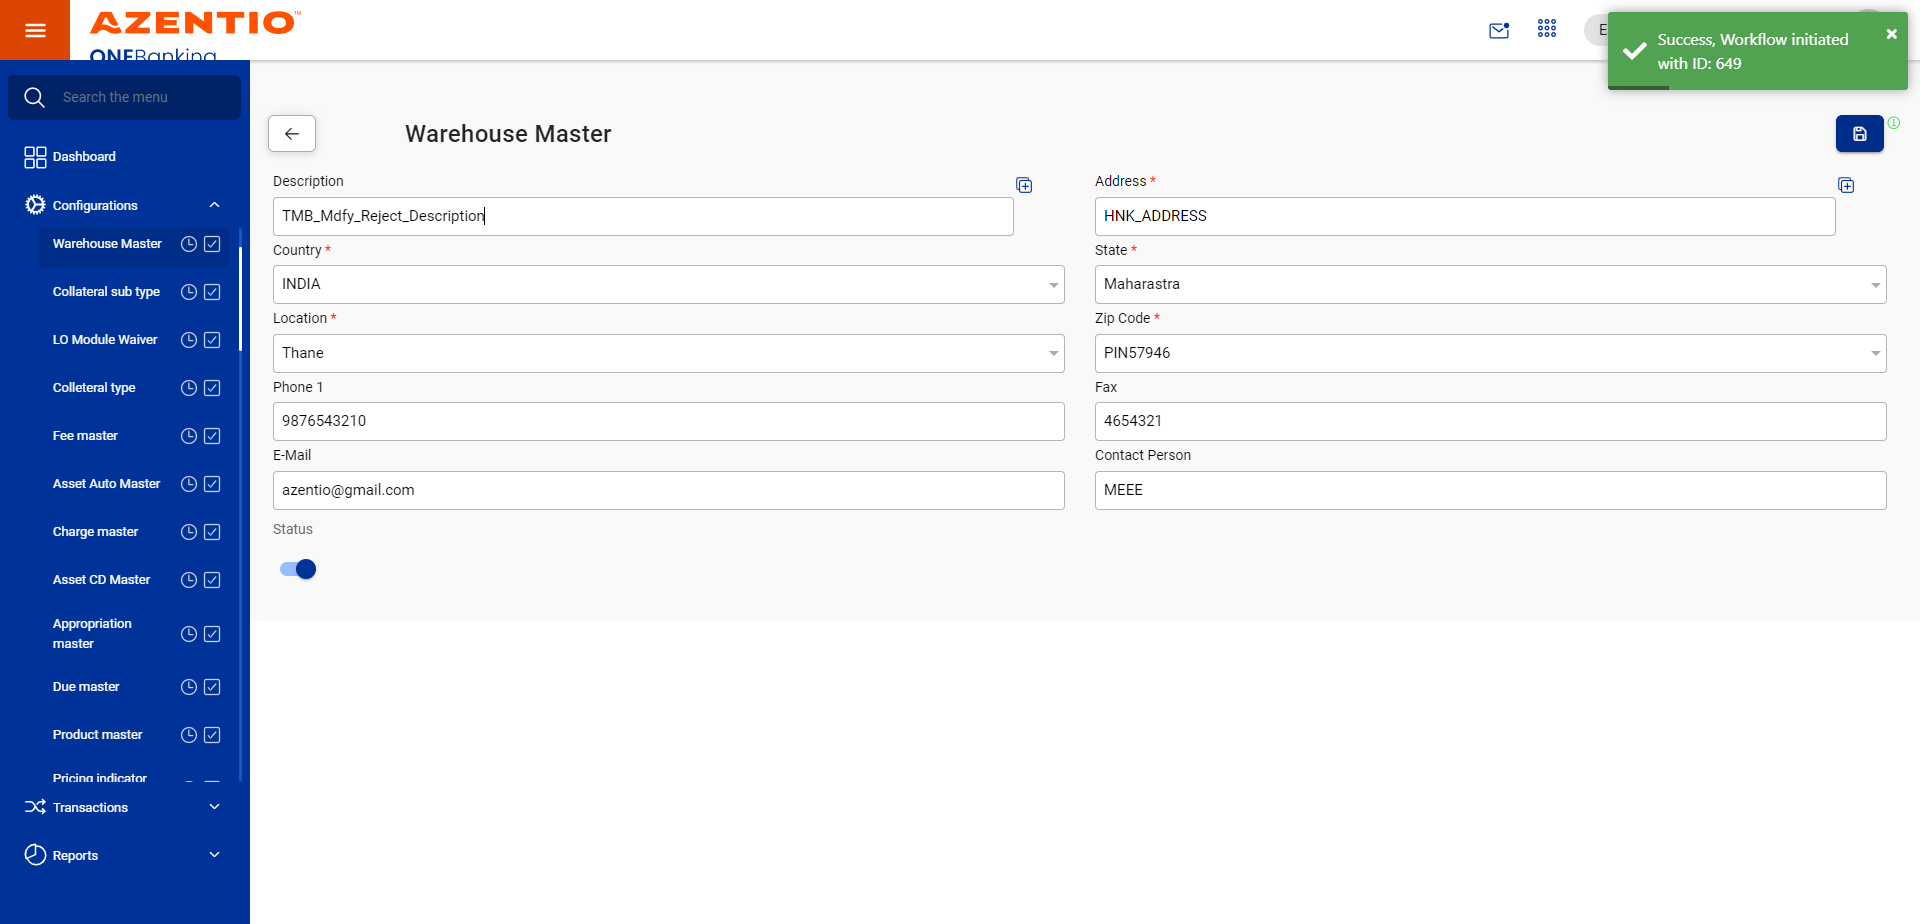 AZENTIO™
ONEBanking
E
Success, Workflow initiated
with ID: 649
Search the menu
Dashboard
Configurations
Warehouse Master
Collateral sub type
LO Module Waiver
Colleteral type
Fee master
Asset Auto Master
Charge master
Asset CD Master
Appropriation
master
Due master
Product master
Pricing indicator
Transactions
Reports
Warehouse Master
Description
TMB_Mdfy_Reject_Description
Address *
HNK_ADDRESS
Country *
INDIA
State *
Maharastra
Location *
Thane
Zip Code *
PIN57946
Phone 1
9876543210
Fax
4654321
E-Mail
azentio@gmail.com
Contact Person
MEEE
Status